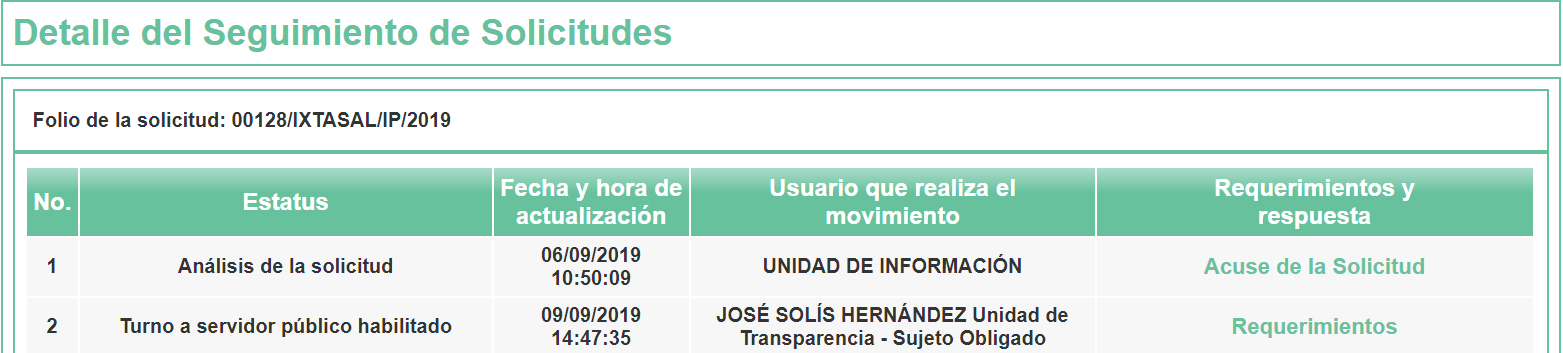 Detalle del Seguimiento de Solicitudes
Folio de la solicitud: 00128/IXTASAL/IP/2019
No.
Estatus
Fecha y hora de
actualización
Usuario que realiza el
movimiento
Requerimientos y
respuesta
1
Análisis de la solicitud
06/09/2019
10:50:09
UNIDAD DE INFORMACIÓN
Acuse de la Solicitud
2
Turno a servidor público habilitado
09/09/2019
14:47:35
JOSÉ SOLÍS HERNÁNDEZ Unidad de
Transparencia - Sujeto Obligado
Requerimientos